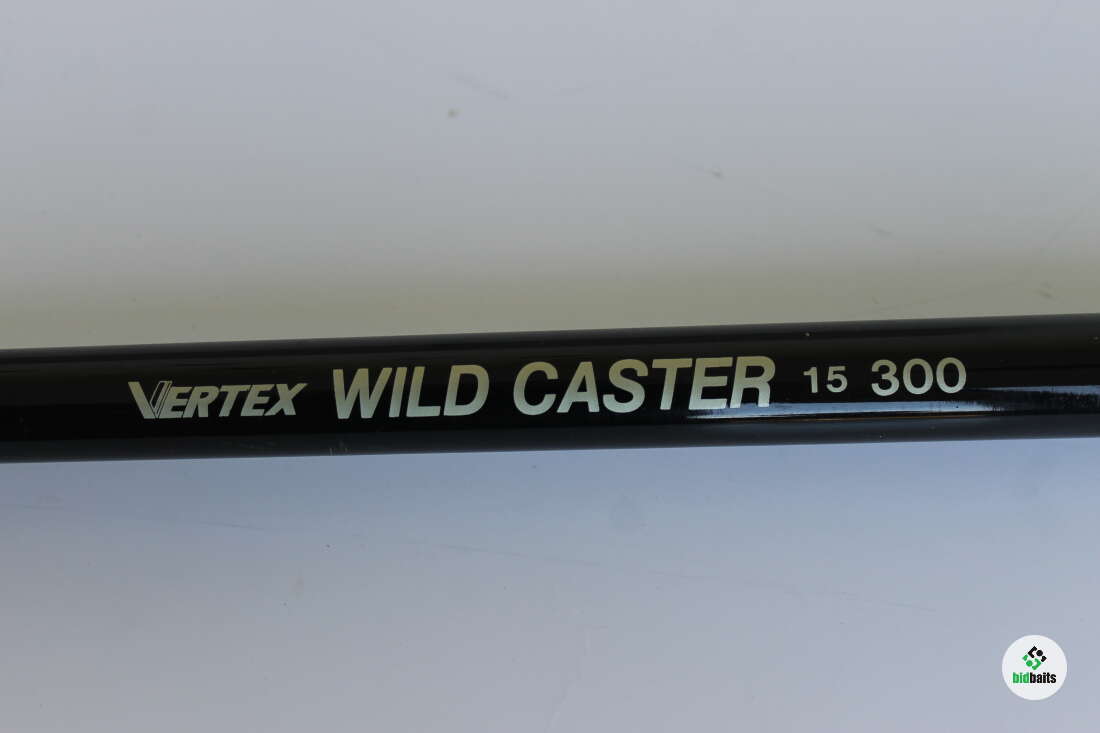 VERTEX WILD CASTER 15 300
bidbaits